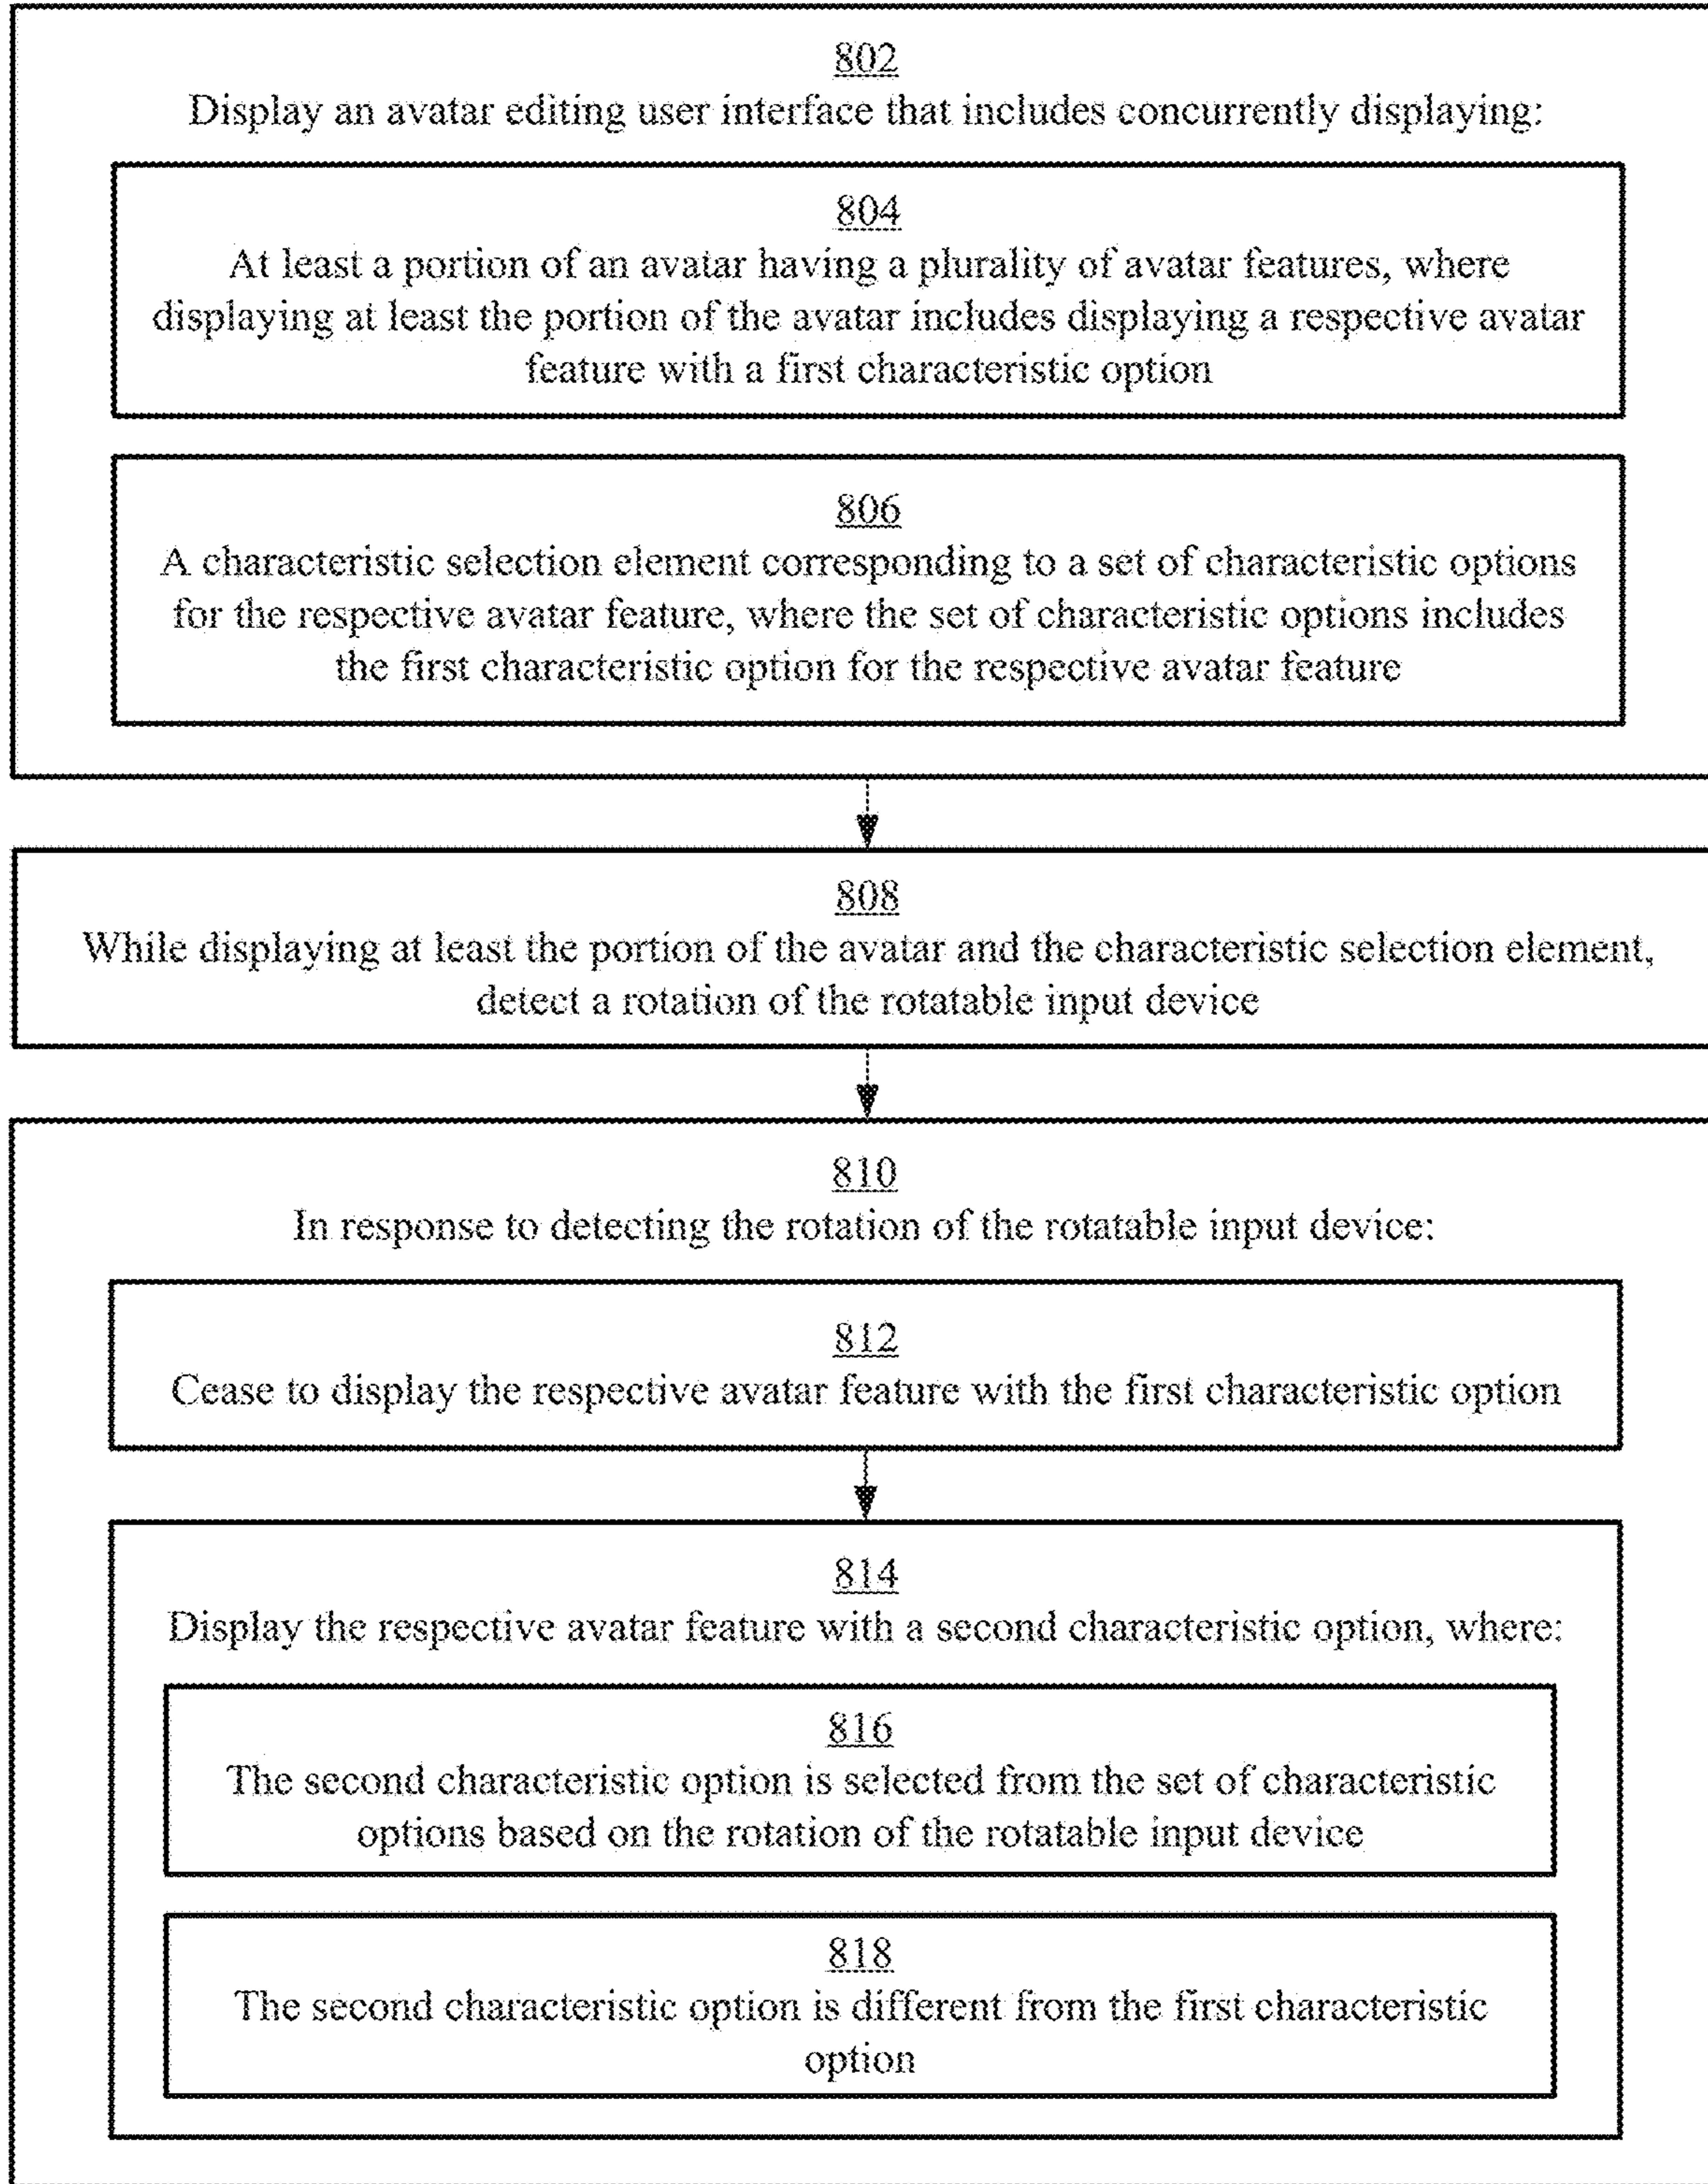 802
Display an avatar editing user interface that includes concurrently displaying:
804
At least a portion of an avatar having a plurality of avatar features, where
displaying at least the portion of the avatar includes displaying a respective avatar
feature with a first characteristic option
806
A characteristic selection element corresponding to a set of characteristic options
for the respective avatar feature, where the set of characteristic options includes
the first characteristic option for the respective avatar feature
808
While displaying at least the portion of the avatar and the characteristic selection element,
detect a rotation of the rotatable input device
810
In response to detecting the rotation of the rotatable input device:
812
Cease to display the respective avatar feature with the first characteristic option
814
Display the respective avatar feature with a second characteristic option, where:
816
The second characteristic option is selected from the set of characteristic
options based on the rotation of the rotatable input device
818
The second characteristic option is different from the first characteristic
option